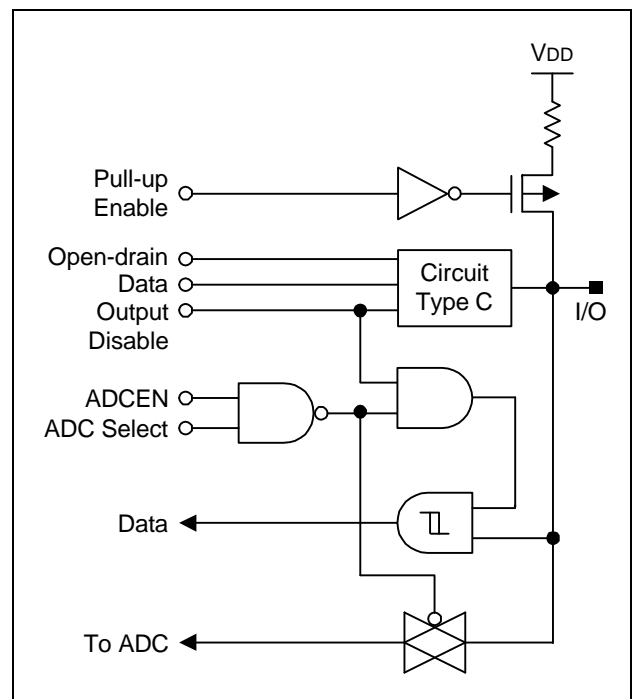 VDD
Pull-up
Enable
Open-drain
Data
Output
Disable
Circuit
Type C
I/O
ADCEN
ADC Select
Data
To ADC